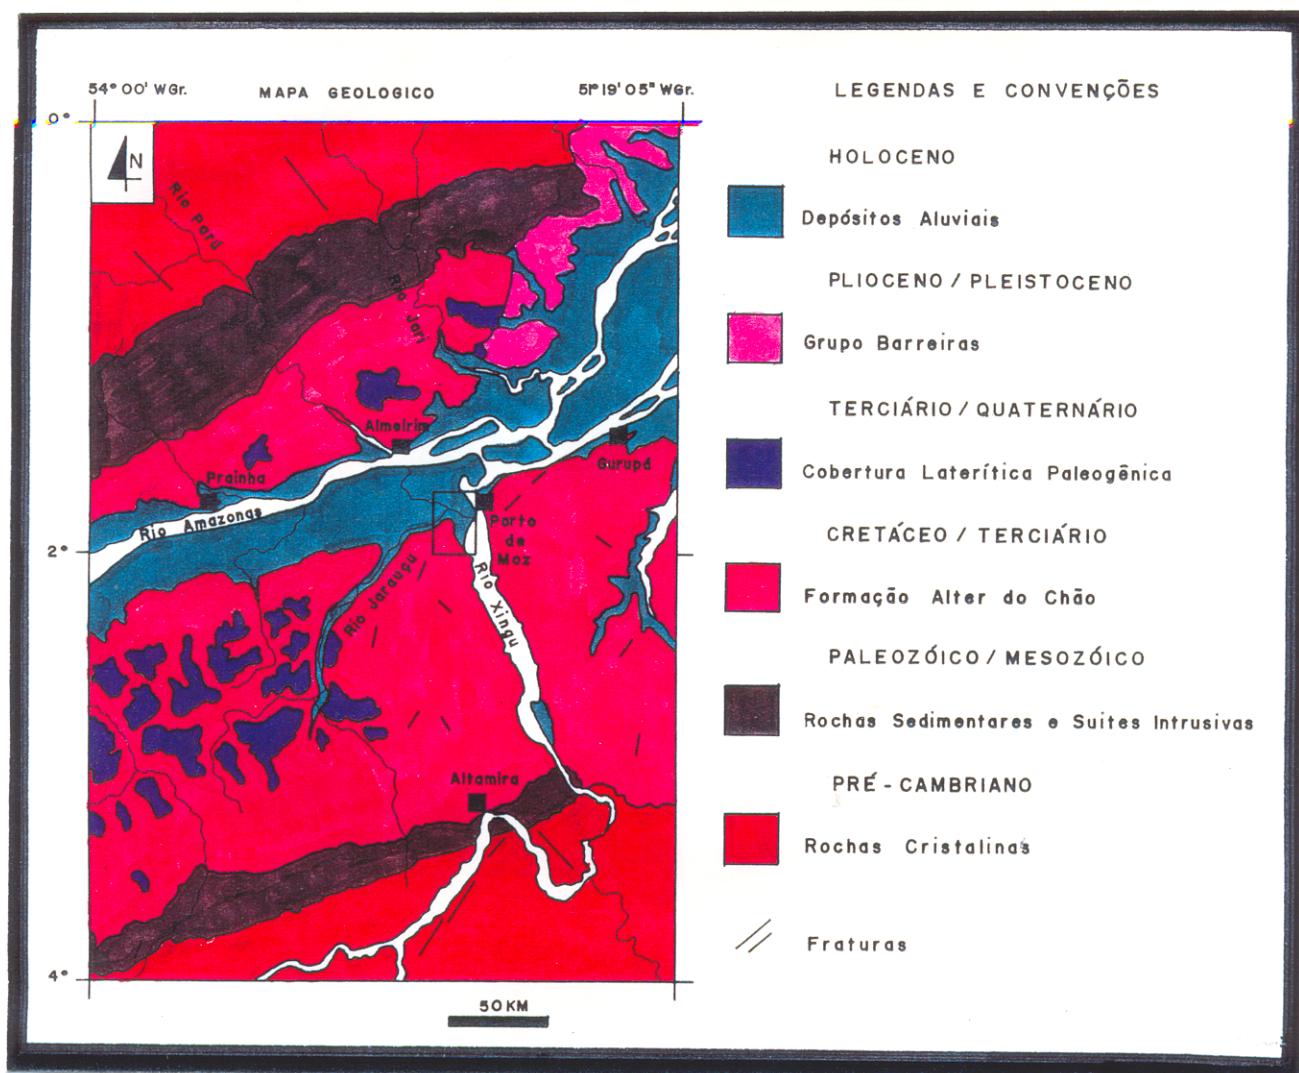 54° 00' WGr.
MAPA GEOLOGICO
51° 19' 05" WGr.
0°
N
Rio Parú
Rio Jari
Almeirim
Prainha
Gurupá
Rio Amazonas
Porto
de
Moz
2°
Rio Jarauçu
Rio Xingu
Altamira
4°
50 KM
LEGENDAS E CONVENÇÕES
HOLOCENO
Depósitos Aluviais
PLIOCENO / PLEISTOCENO
Grupo Barreiras
TERCIÁRIO / QUATERNÁRIO
Cobertura Laterítica Paleogênica
CRETÁCEO / TERCIÁRIO
Formação Alter do Chão
PALEOZÓICO / MESOZÓICO
Rochas Sedimentares e Suites Intrusivas
PRÉ - CAMBRIANO
Rochas Cristalinas
Fraturas